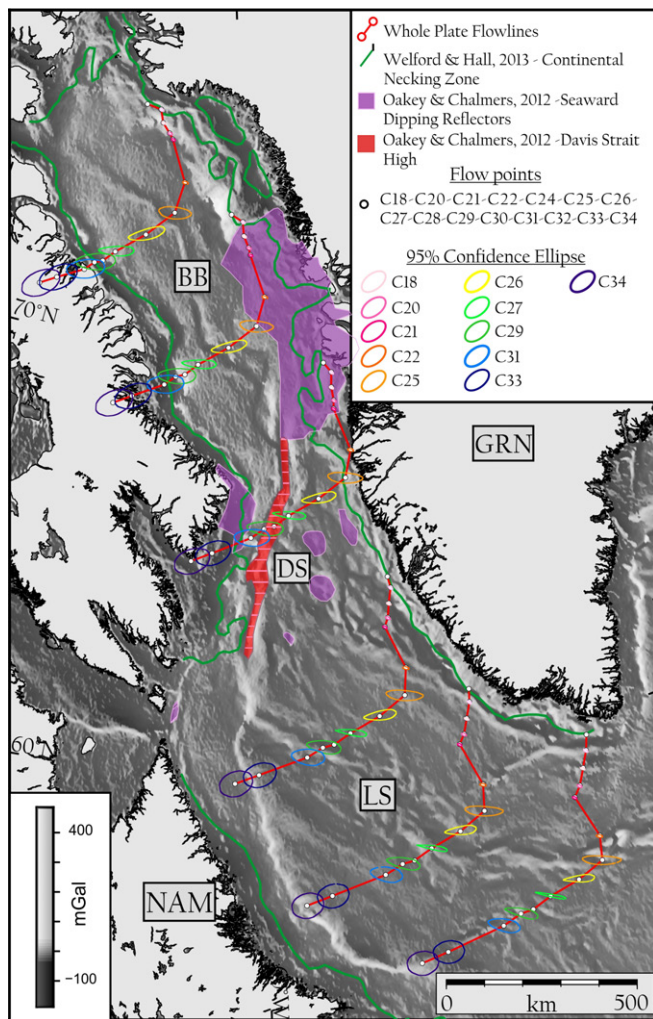 Whole Plate Flowlines
Welford & Hall, 2013 - Continental
Necking Zone
Oakey & Chalmers, 2012 -Seaward
Dipping Reflectors
Oakey & Chalmers, 2012 -Davis Strait
High
Flow points
C18-C20-C21-C22-C24-C25-C26-
C27-C28-C29-C30-C31-C32-C33-C34
95% Confidence Ellipse
C18 C26 C34
C20 C27
C21 C29
C22 C31
C25 C33
BB
70°N
GRN
DS
60°N
LS
400
mGal
-100
NAM
0 km 500